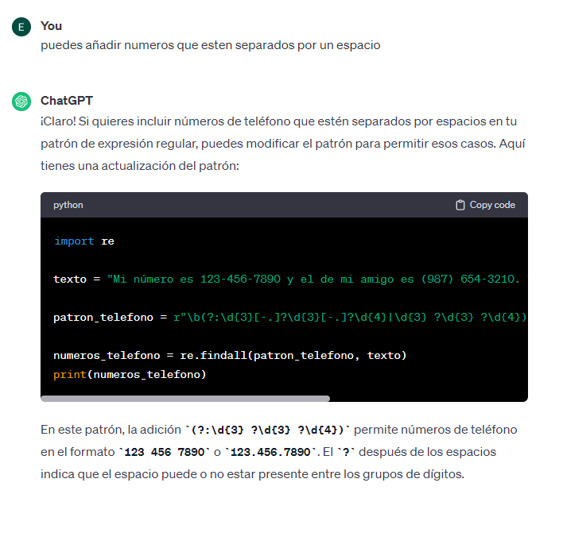 E You
puedes añadir numeros que esten separados por un espacio
ChatGPT
¡Claro! Si quieres incluir números de teléfono que estén separados por espacios en tu
patrón de expresión regular, puedes modificar el patrón para permitir esos casos. Aquí
tienes una actualización del patrón:
python Copy code
import re
texto = "Mi número es 123-456-7890 y el de mi amigo es (987) 654-3210.
patron_telefono = r"\b(?:\d{3}[-.]?\d{3}[-.]?\d{4}|\d{3} ?\d{3} ?\d{4})
numeros_telefono = re.findall(patron_telefono, texto)
print(numeros_telefono)
En este patrón, la adición `(?:\d{3} ?\d{3} ?\d{4})` permite números de teléfono
en el formato `123 456 7890` o `123.456.7890`. El `?` después de los espacios
indica que el espacio puede o no estar presente entre los grupos de dígitos.